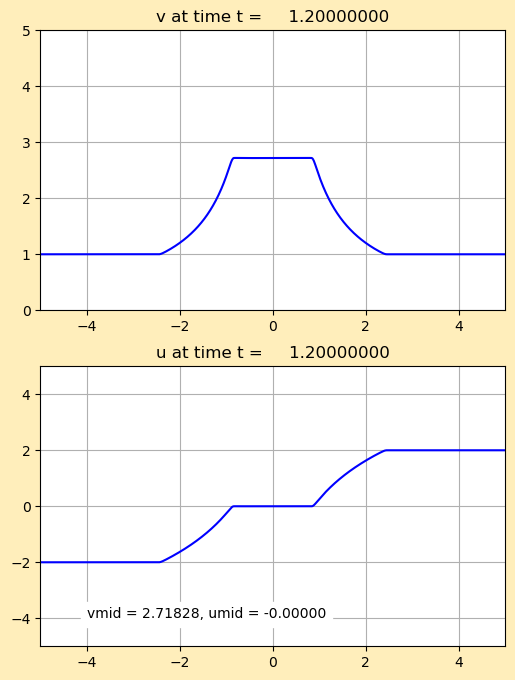 v at time t = 1.20000000
5
4
3
2
1
0
−4 −2 0 2 4
u at time t = 1.20000000
4
2
0
−2
−4
vmid = 2.71828, umid = -0.00000
−4 −2 0 2 4